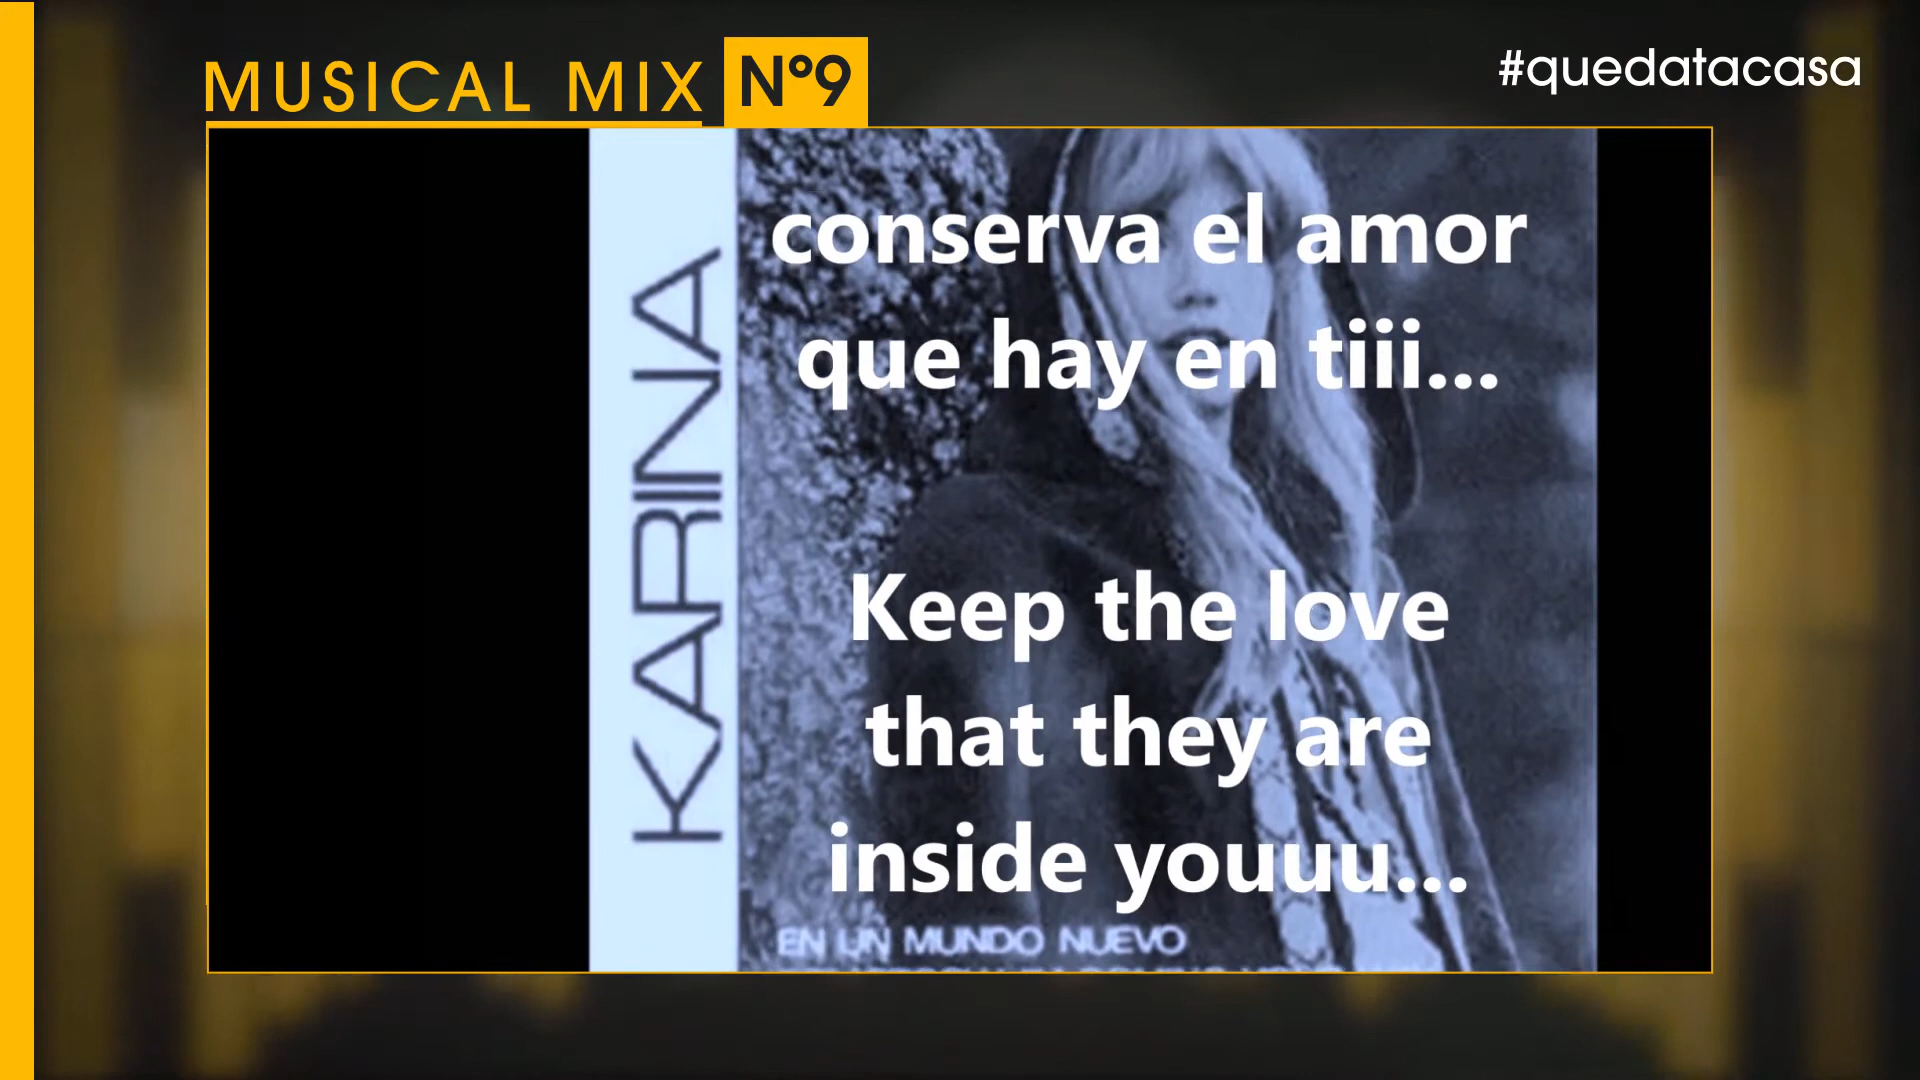 MUSICAL MIX Nº9
#quedatacasa
KARINA
conserva el amor
que hay en tiii...
Keep the love
that they are
inside youuu...
EN UN MUNDO NUEVO